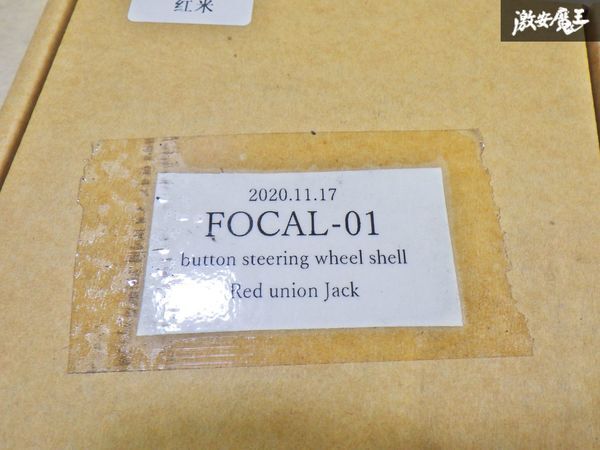 红米
激安魔王
2020.11.17
FOCAL-01
button steering wheel shell
Red union Jack